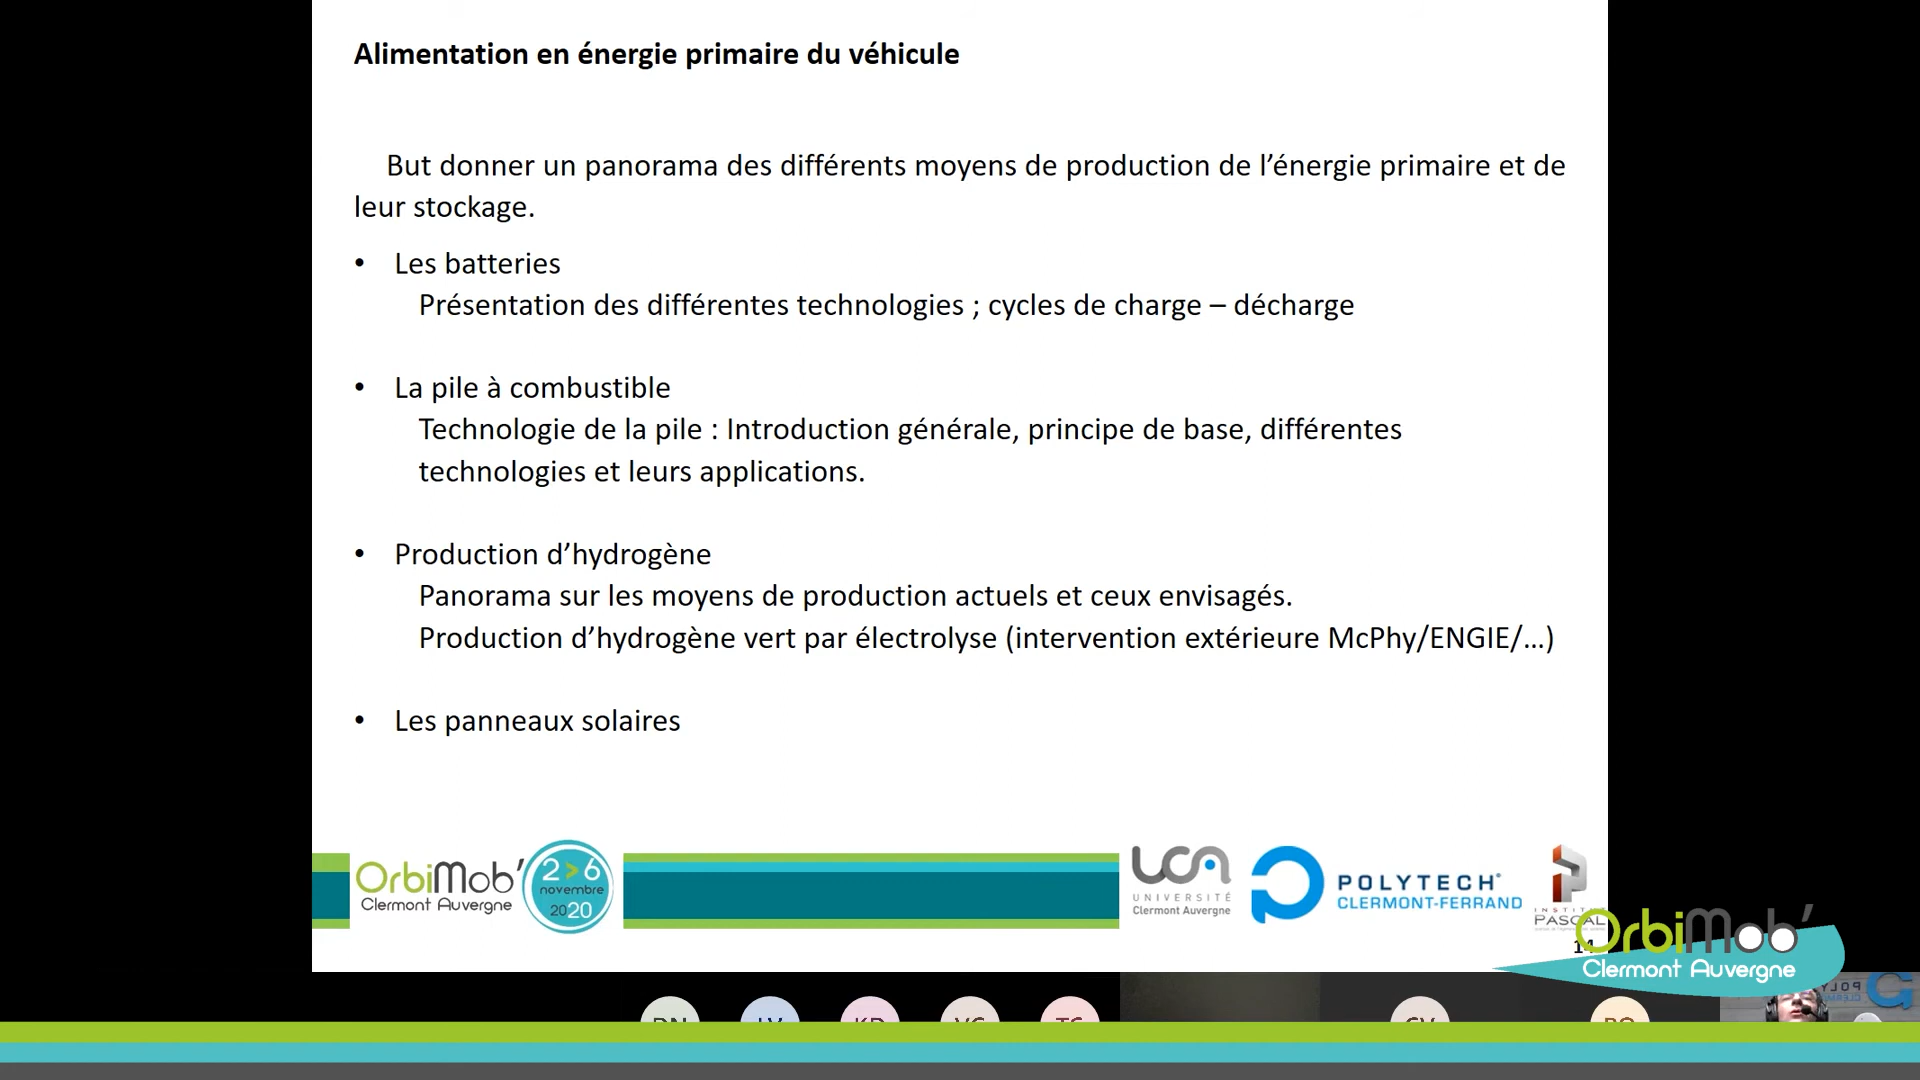 Alimentation en énergie primaire du véhicule
But donner un panorama des différents moyens de production de l’énergie primaire et de
leur stockage.
• Les batteries
Présentation des différentes technologies ; cycles de charge – décharge
• La pile à combustible
Technologie de la pile : Introduction générale, principe de base, différentes
technologies et leurs applications.
• Production d’hydrogène
Panorama sur les moyens de production actuels et ceux envisagés.
Production d’hydrogène vert par électrolyse (intervention extérieure McPhy/ENGIE/…)
• Les panneaux solaires
OrbiMob’
Clermont Auvergne
2>6
novembre
2020
UCA
UNIVERSITÉ
Clermont Auvergne
POLYTECH
CLERMONT-FERRAND
INSTITUT
PASCAL
14
OrbiMob’
Clermont Auvergne